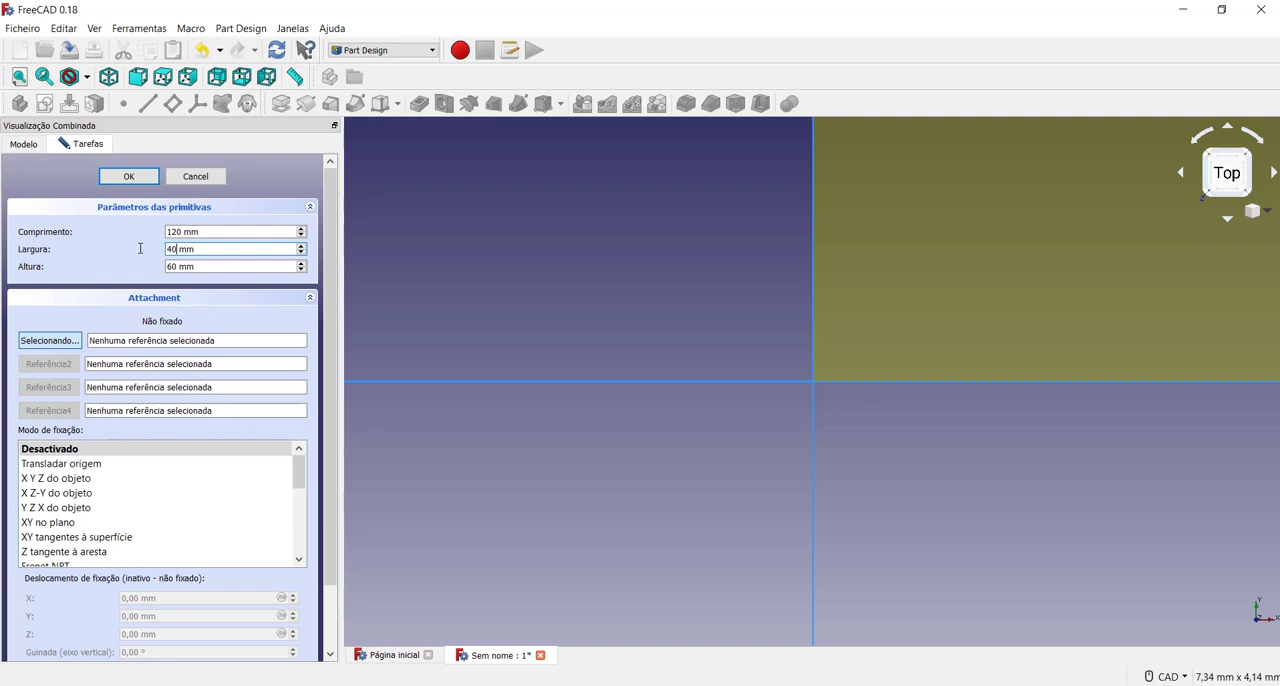 FreeCAD 0.18
Ficheiro Editar Ver Ferramentas Macro Part Design Janelas Ajuda
Part Design
Visualização Combinada
Modelo Tarefas
OK Cancel
Parâmetros das primitivas
Comprimento: 120 mm
Largura: 40 mm
Altura: 60 mm
Attachment
Não fixado
Selecionando... Nenhuma referência selecionada
Referência2 Nenhuma referência selecionada
Referência3 Nenhuma referência selecionada
Referência4 Nenhuma referência selecionada
Modo de fixação:
Desactivado
Transladar origem
X Y Z do objeto
X Z-Y do objeto
Y Z X do objeto
XY no plano
XY tangentes à superfície
Z tangente à aresta
Frenet NBT
Deslocamento de fixação (inativo - não fixado):
X: 0,00 mm
Y: 0,00 mm
Z: 0,00 mm
Guinada (eixo vertical): 0,00 °
Top
Z
Y
Z X
Página inicial Sem nome : 1*
CAD 7,34 mm x 4,14 mm